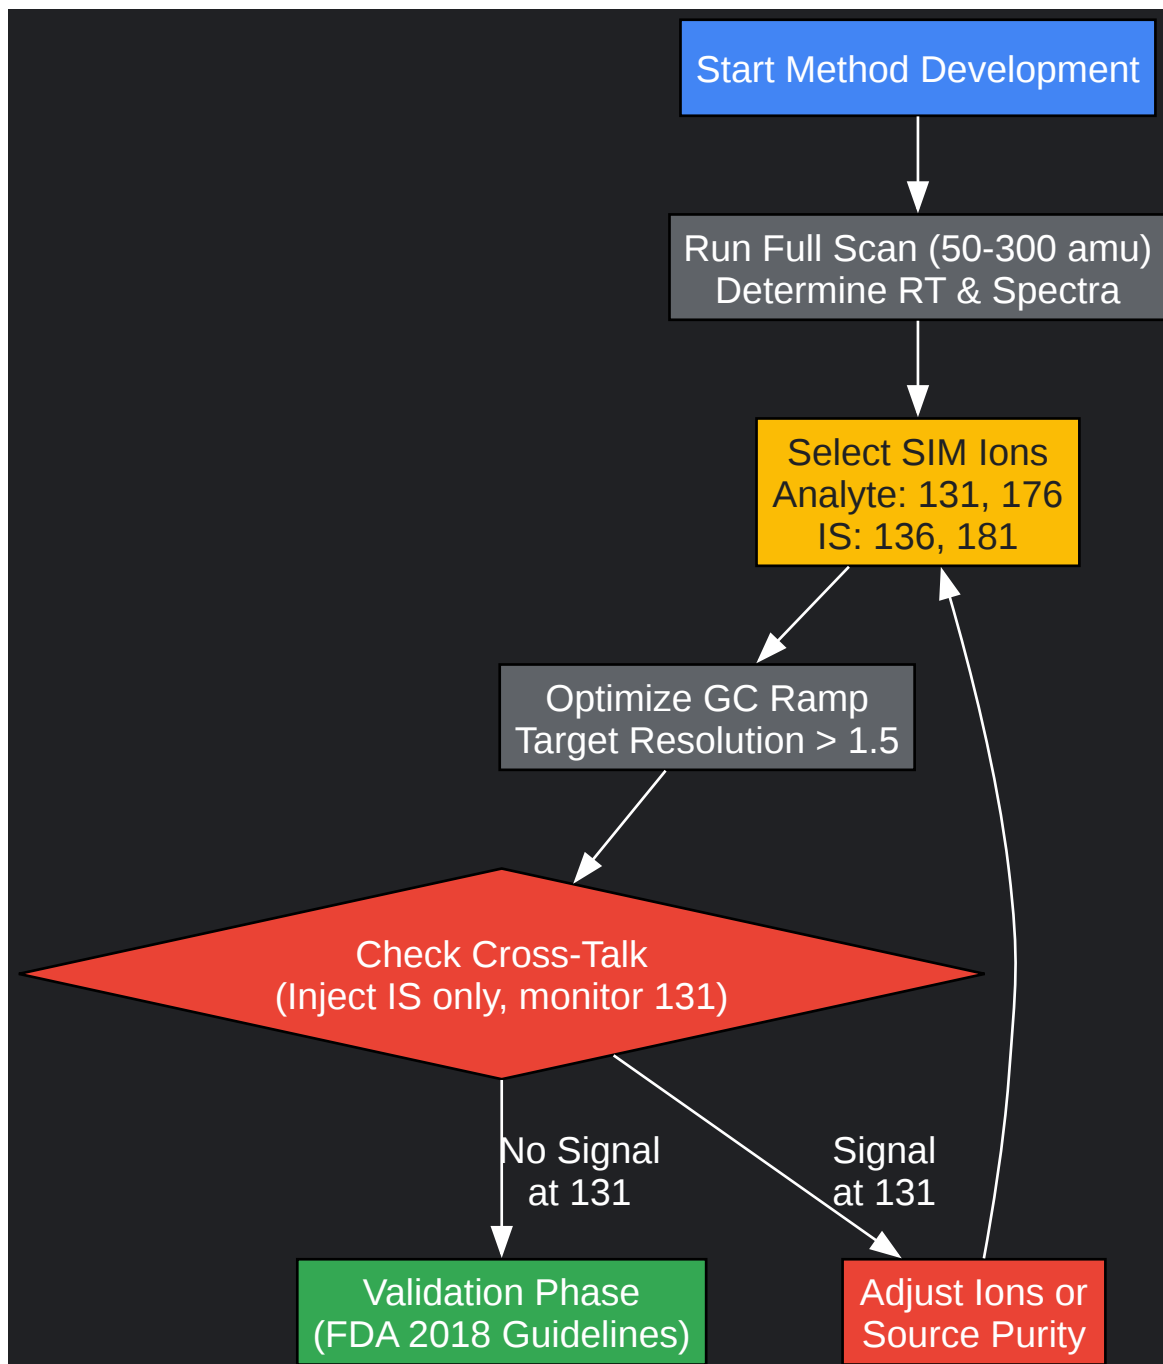 Start Method Development
Run Full Scan (50-300 amu)
Determine RT & Spectra
Select SIM Ions
Analyte: 131, 176
IS: 136, 181
Optimize GC Ramp
Target Resolution > 1.5
Check Cross-Talk
(Inject IS only, monitor 131)
No Signal
at 131
Signal
at 131
Validation Phase
(FDA 2018 Guidelines)
Adjust Ions or
Source Purity